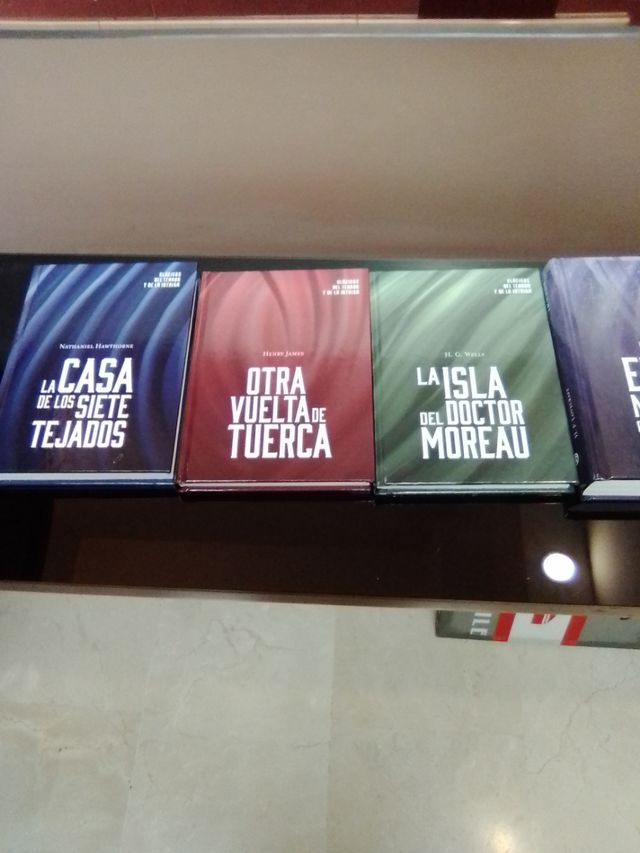 CLÁSICOS
DEL TERROR
Y DE LA INTRIGA
NATHANIEL HAWTHORNE
LA CASA
DE LOS SIETE
TEJADOS
CLÁSICOS
DEL TERROR
Y DE LA INTRIGA
HENRY JAMES
OTRA
VUELTA DE
TUERCA
CLÁSICOS
DEL TERROR
Y DE LA INTRIGA
H. G. WELLS
LA ISLA
DEL DOCTOR
MOREAU